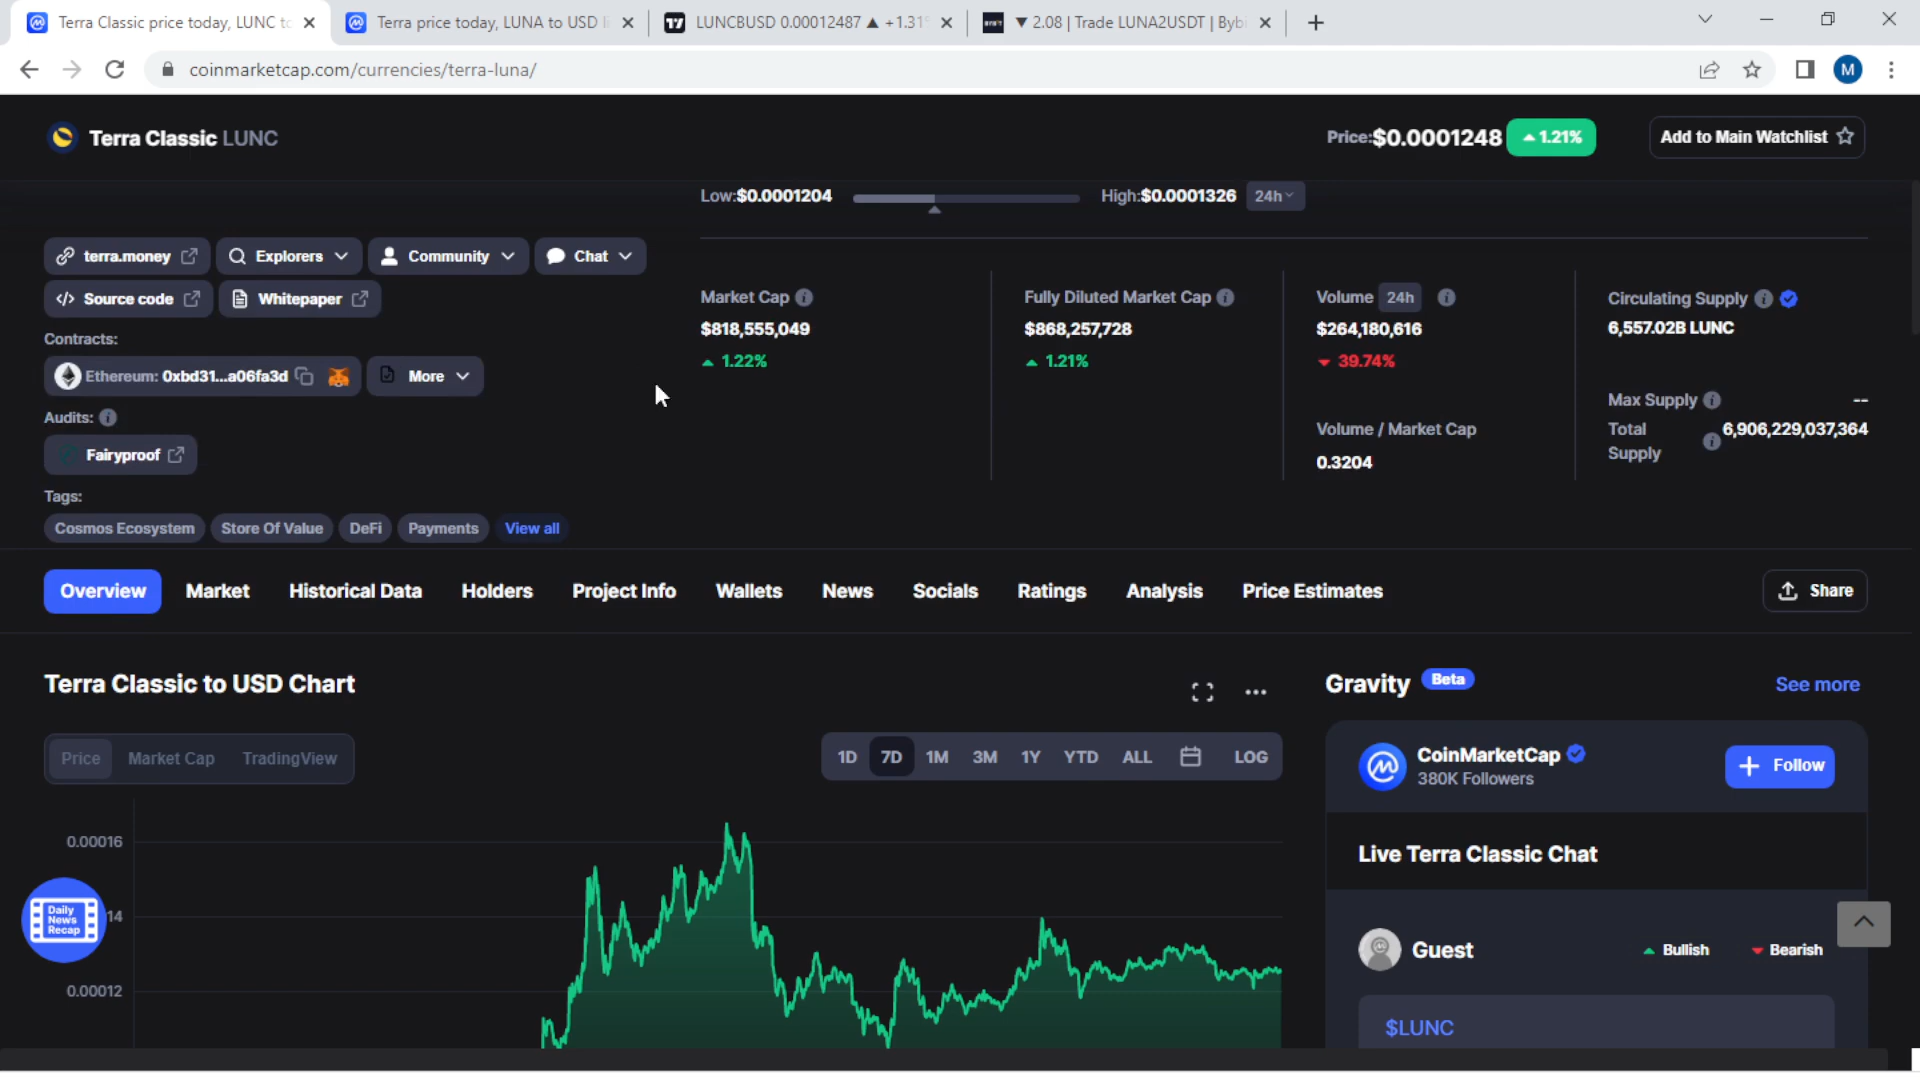 Terra Classic price today, LUNC to
Terra price today, LUNA to USD li
LUNCBUSD 0.00012487 ▲ +1.31%
▼ 2.08 | Trade LUNA2USDT | Byb
coinmarketcap.com/currencies/terra-luna/
M
Terra Classic LUNC
Price:$0.0001248 1.21%
Add to Main Watchlist
Low:$0.0001204
High:$0.0001326
24h
terra.money
Explorers
Community
Chat
Source code
Whitepaper
Contracts:
Ethereum: 0xbd31...a06fa3d
More
Audits:
Fairyproof
Tags:
Cosmos Ecosystem
Store Of Value
DeFi
Payments
View all
Market Cap
$818,555,049
1.22%
Fully Diluted Market Cap
$868,257,728
1.21%
Volume 24h
$264,180,616
39.74%
Volume / Market Cap
0.3204
Circulating Supply
6,557.02B LUNC
Max Supply
--
Total Supply
6,906,229,037,364
Overview
Market
Historical Data
Holders
Project Info
Wallets
News
Socials
Ratings
Analysis
Price Estimates
Share
Terra Classic to USD Chart
Price
Market Cap
TradingView
1D
7D
1M
3M
1Y
YTD
ALL
LOG
0.00016
14
0.00012
Daily
News
Recap
Gravity Beta
See more
CoinMarketCap
380K Followers
Follow
Live Terra Classic Chat
Guest
Bullish
Bearish
$LUNC